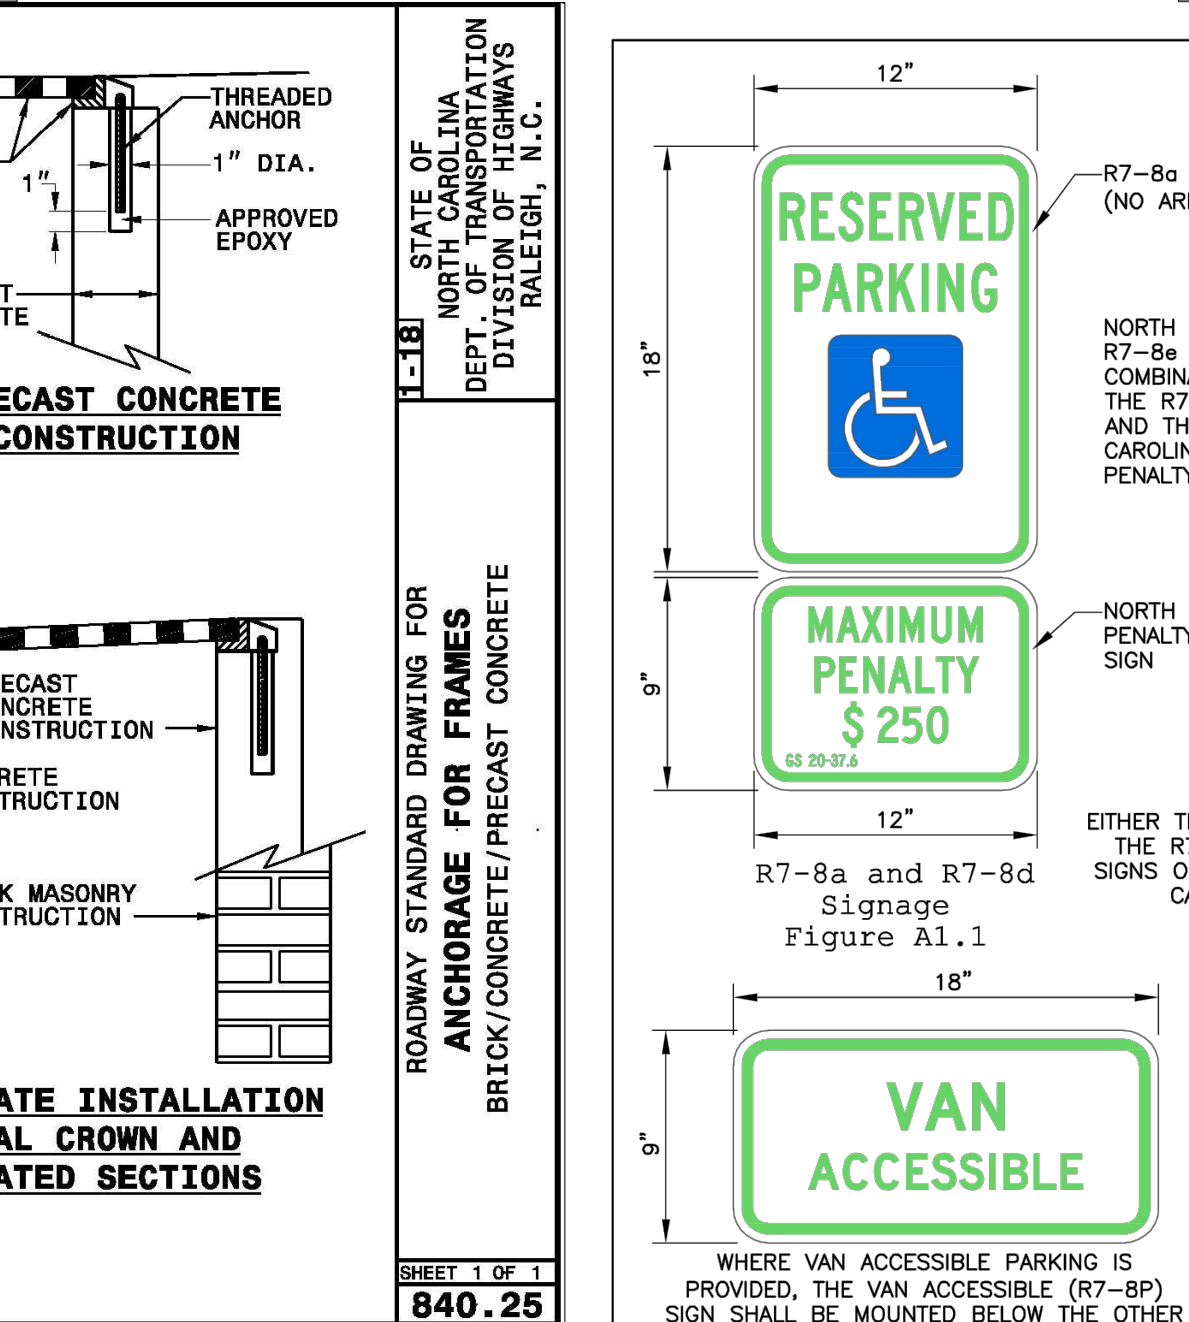 THREADED
ANCHOR
1" DIA.
1"
APPROVED
EPOXY
ECAST CONCRETE
CONSTRUCTION
ECAST
NCRETE
NSTRUCTION
RETE
TRUCTION
K MASONRY
TRUCTION
ATE INSTALLATION
AL CROWN AND
ATED SECTIONS
1-18
STATE OF
NORTH CAROLINA
DEPT. OF TRANSPORTATION
DIVISION OF HIGHWAYS
RALEIGH, N.C.
ROADWAY STANDARD DRAWING FOR
ANCHORAGE FOR FRAMES
BRICK/CONCRETE/PRECAST CONCRETE
SHEET 1 OF 1
840.25
12"
18"
RESERVED
PARKING
R7-8a
(NO AR
NORTH
R7-8e
COMBINA
THE R7
AND TH
CAROLIN
PENALTY
9"
MAXIMUM
PENALTY
$ 250
GS 20-37.6
NORTH
PENALTY
SIGN
12"
EITHER T
THE R7
SIGNS O
CA
R7-8a and R7-8d
Signage
Figure A1.1
18"
9"
VAN
ACCESSIBLE
WHERE VAN ACCESSIBLE PARKING IS
PROVIDED, THE VAN ACCESSIBLE (R7-8P)
SIGN SHALL BE MOUNTED BELOW THE OTHER